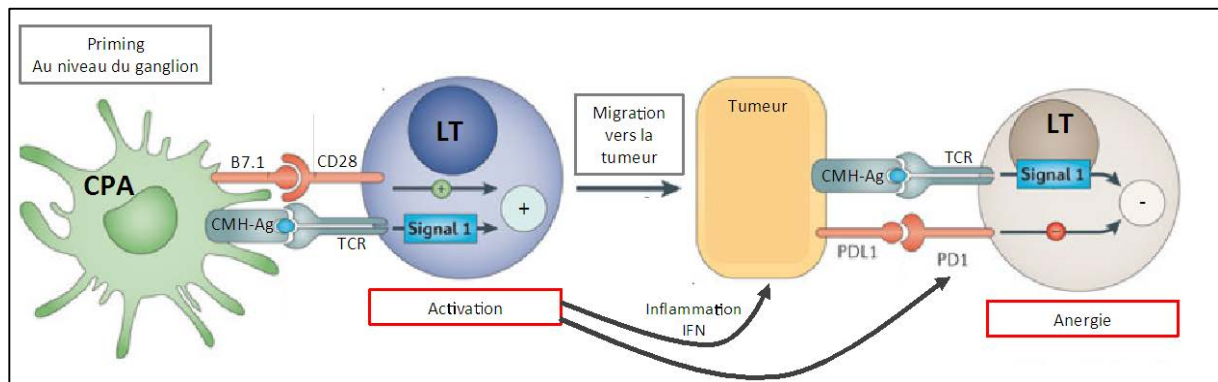 Priming
Au niveau du ganglion
CPA
B7.1
CD28
LT
+
+
CMH-Ag
TCR
Signal 1
Activation
Migration
vers la
tumeur
Inflammation
IFN
Tumeur
CMH-Ag
TCR
LT
Signal 1
-
PDL1
PD1
-
Anergie